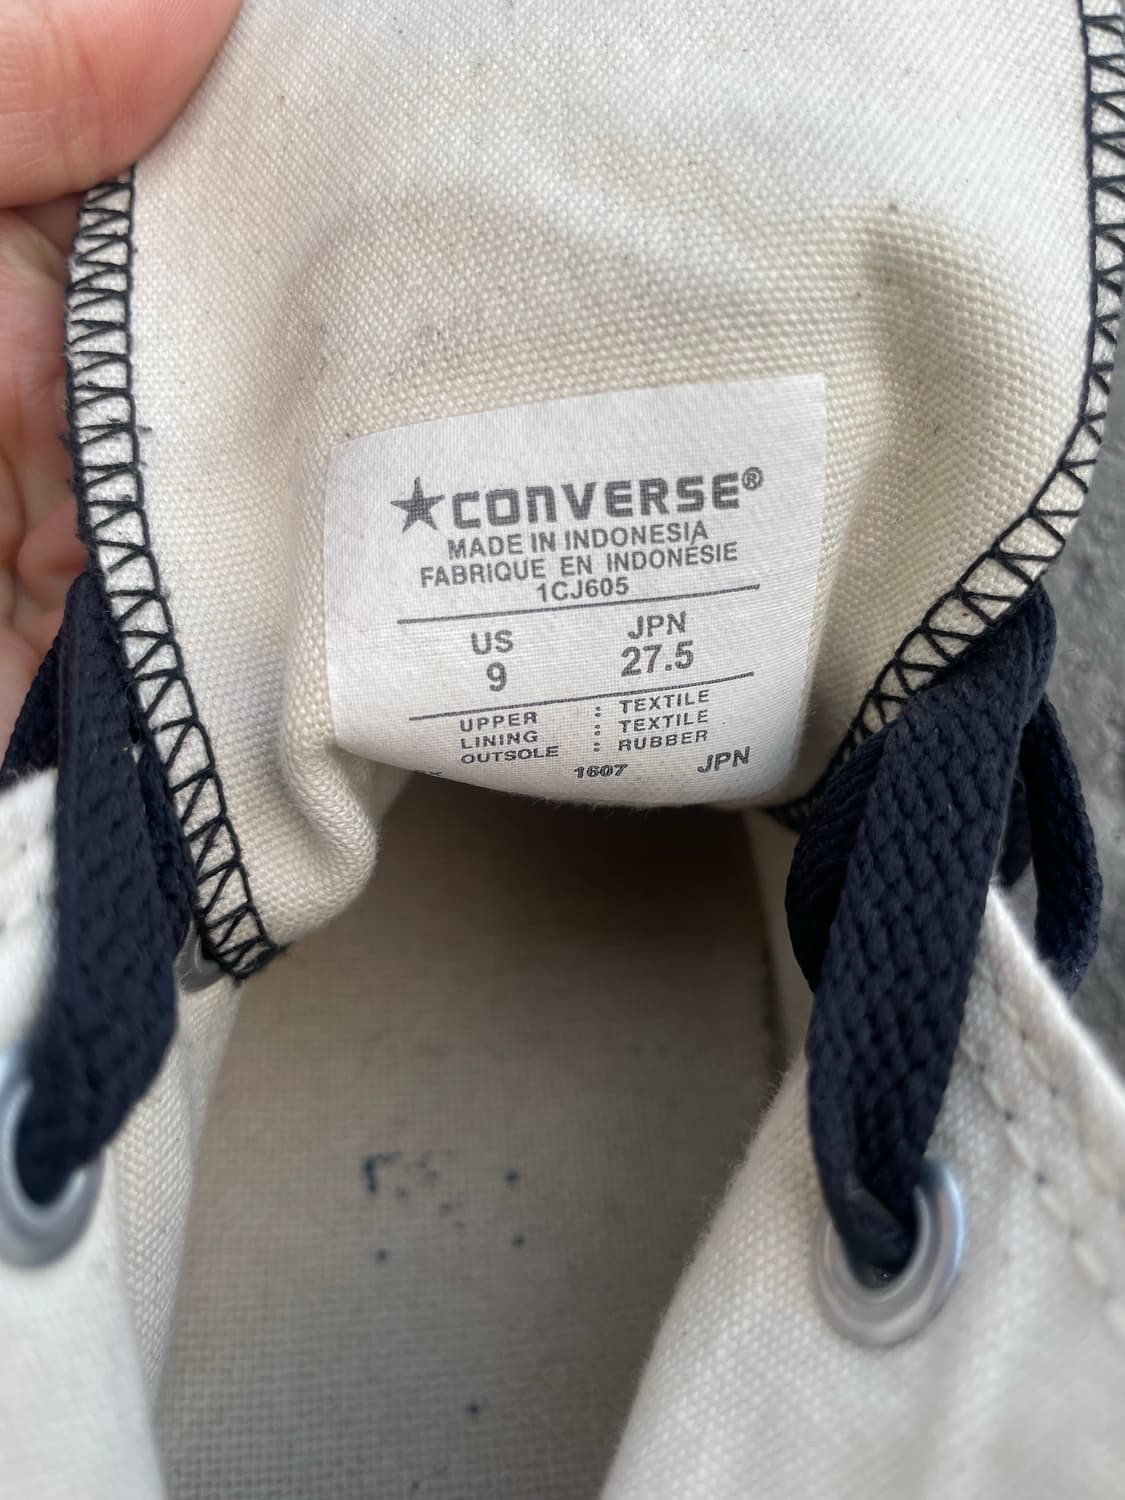 ★CONVERSE®
MADE IN INDONESIA
FABRIQUE EN INDONÉSIE
1CJ605
US JPN
9 27.5
UPPER : TEXTILE
LINING : TEXTILE
OUTSOLE : RUBBER
1607 JPN